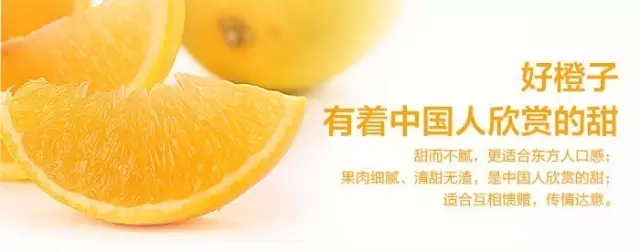 好橙子
有着中国人欣赏的甜
甜而不腻，更适合东方人口感；
果肉细腻、清甜无渣，是中国人欣赏的甜；
适合互相馈赠，传情达意。